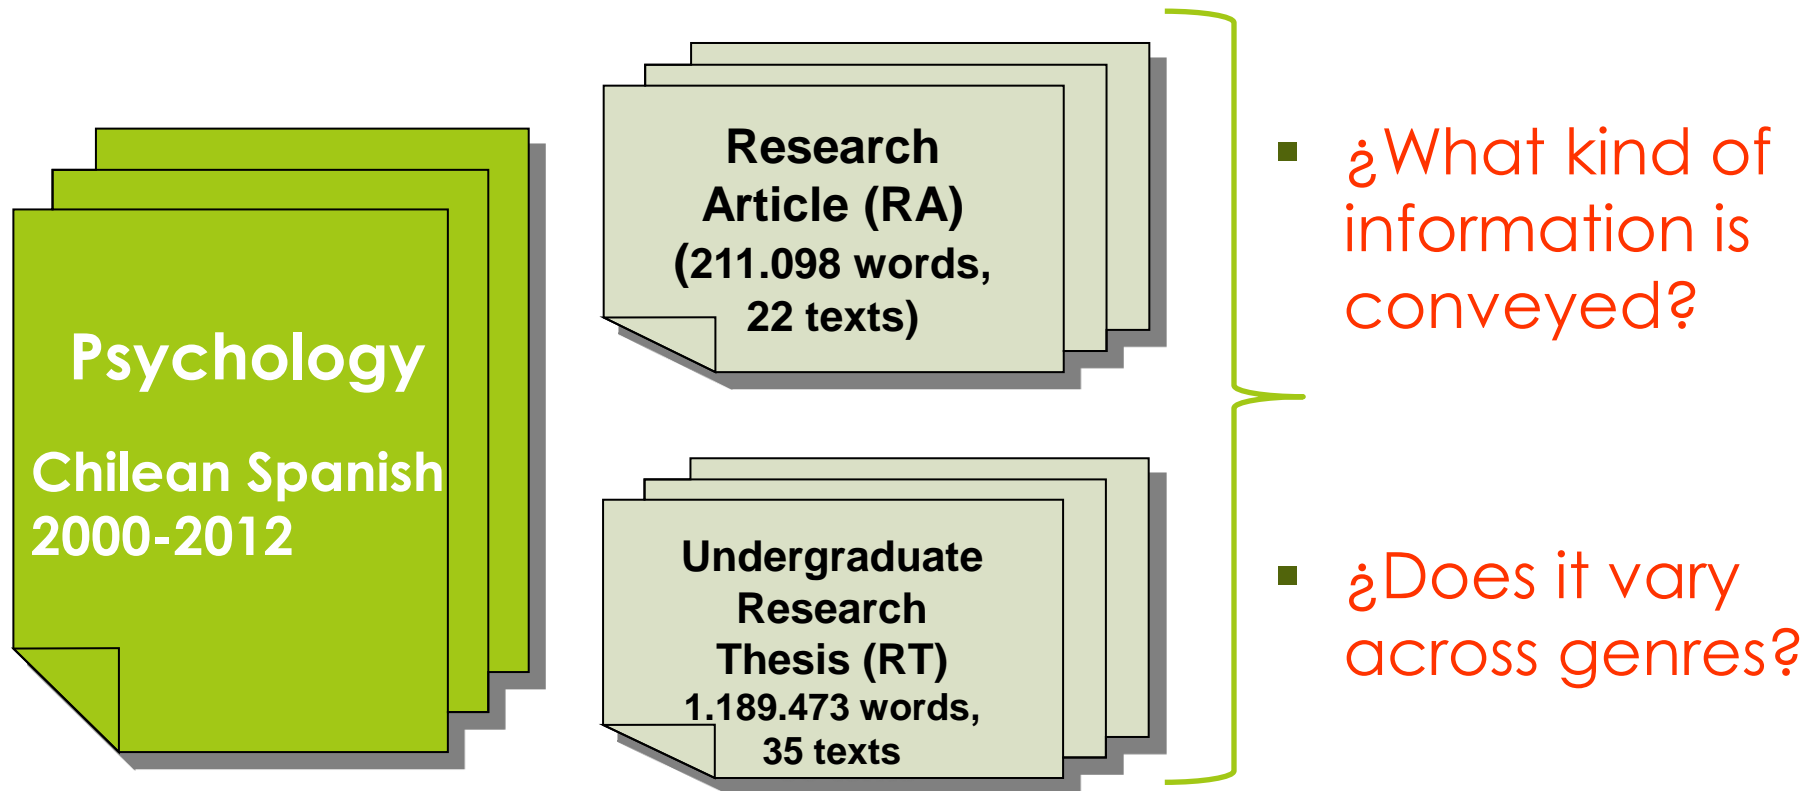 Psychology
Chilean Spanish
2000-2012
Research
Article (RA)
(211.098 words,
22 texts)
Undergraduate
Research
Thesis (RT)
1.189.473 words,
35 texts
▪ ¿What kind of
information is
conveyed?
▪ ¿Does it vary
across genres?